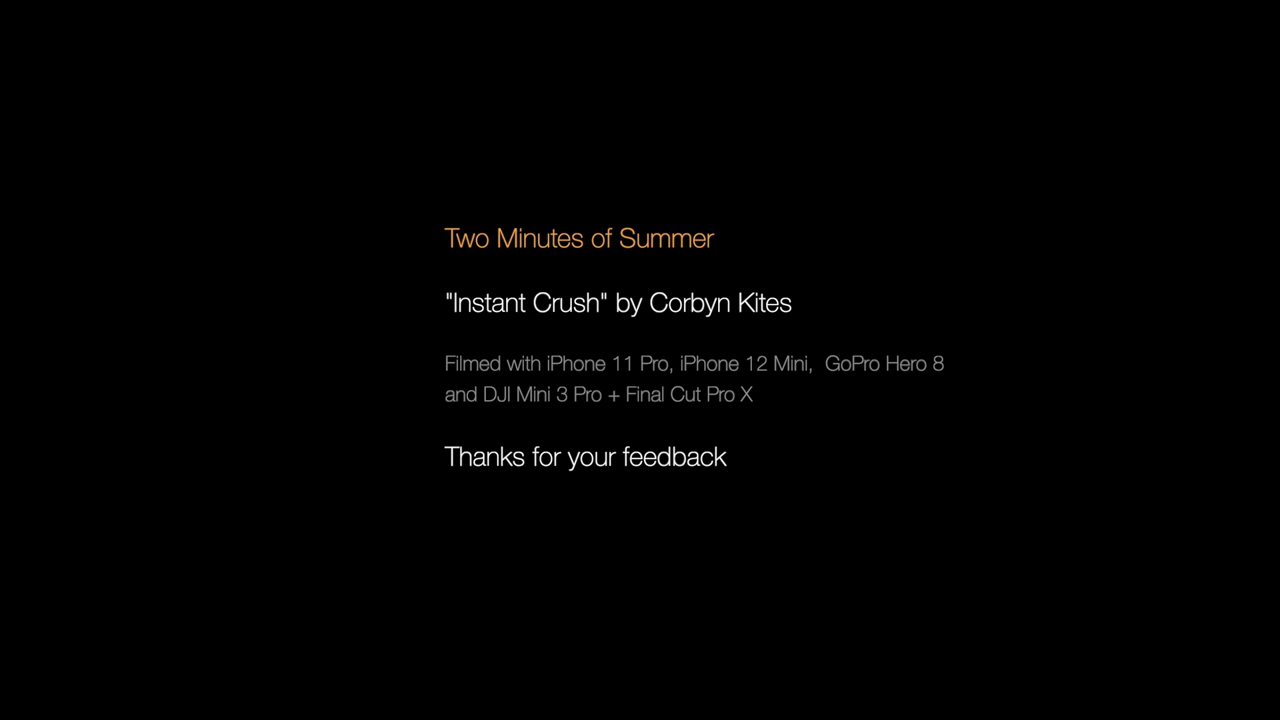 Two Minutes of Summer
"Instant Crush" by Corbyn Kites
Filmed with iPhone 11 Pro, iPhone 12 Mini,  GoPro Hero 8
and DJI Mini 3 Pro + Final Cut Pro X
Thanks for your feedback